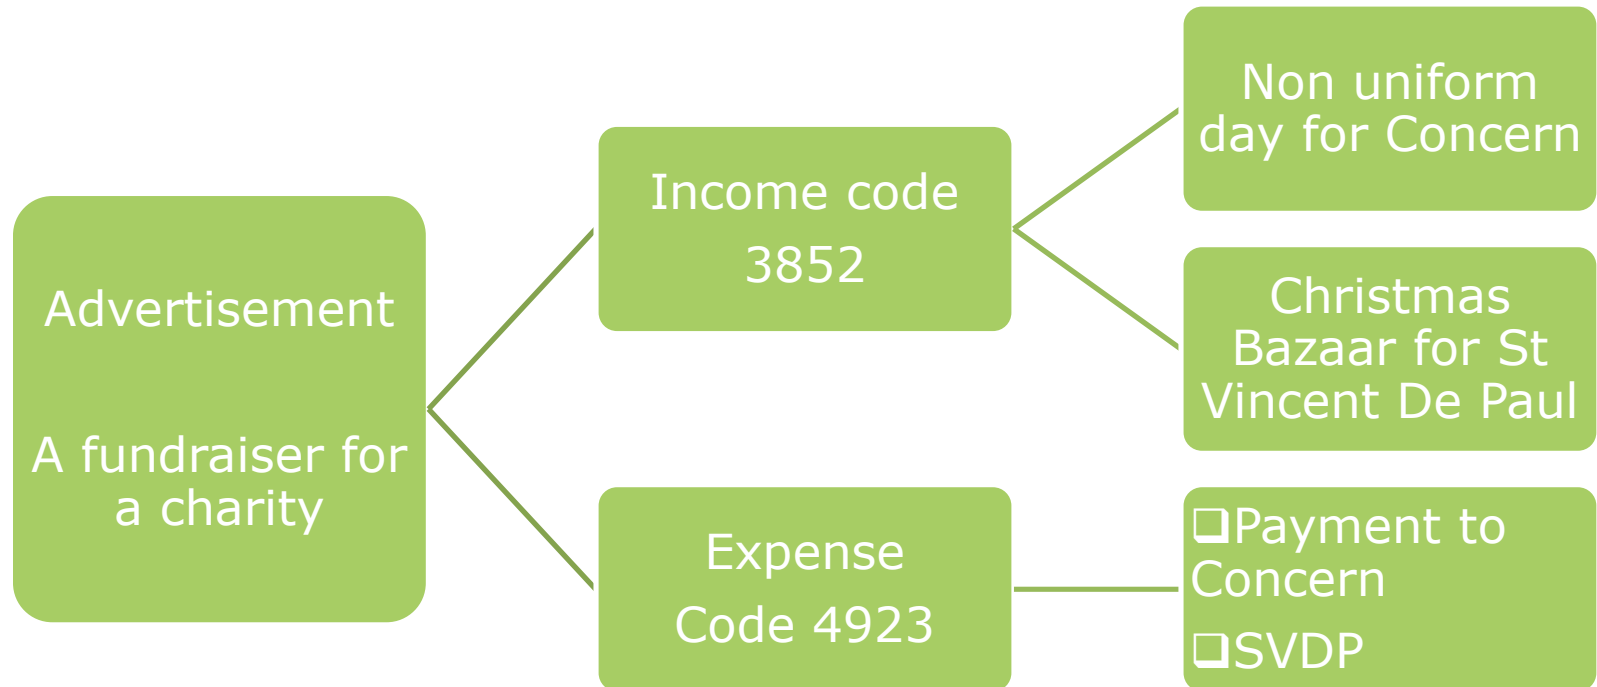 Advertisement
A fundraiser for
a charity
Income code
3852
Expense
Code 4923
Non uniform
day for Concern
Christmas
Bazaar for St
Vincent De Paul
❑Payment to
Concern
❑SVDP